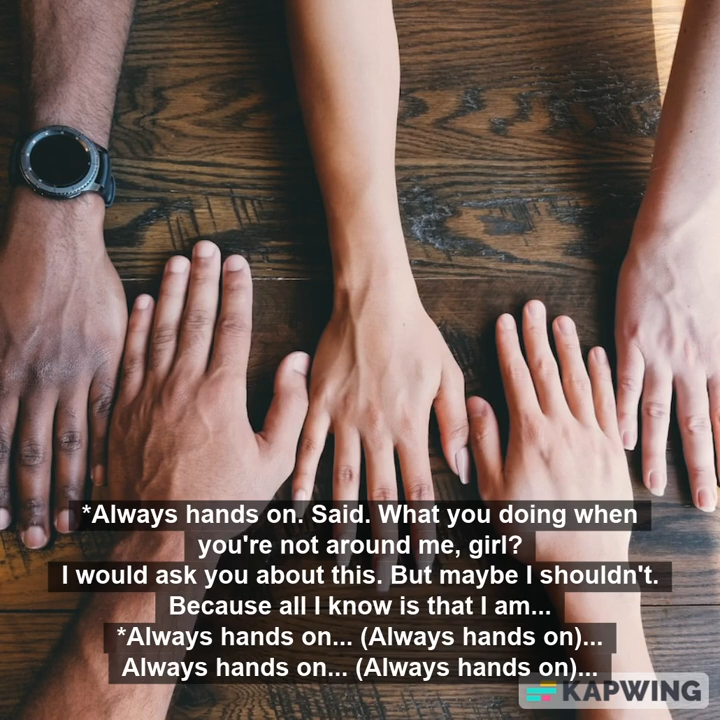 *Always hands on. Said. What you doing when
you're not around me, girl?
I would ask you about this. But maybe I shouldn't.
Because all I know is that I am...
*Always hands on... (Always hands on)...
Always hands on... (Always hands on)...
KAPWING